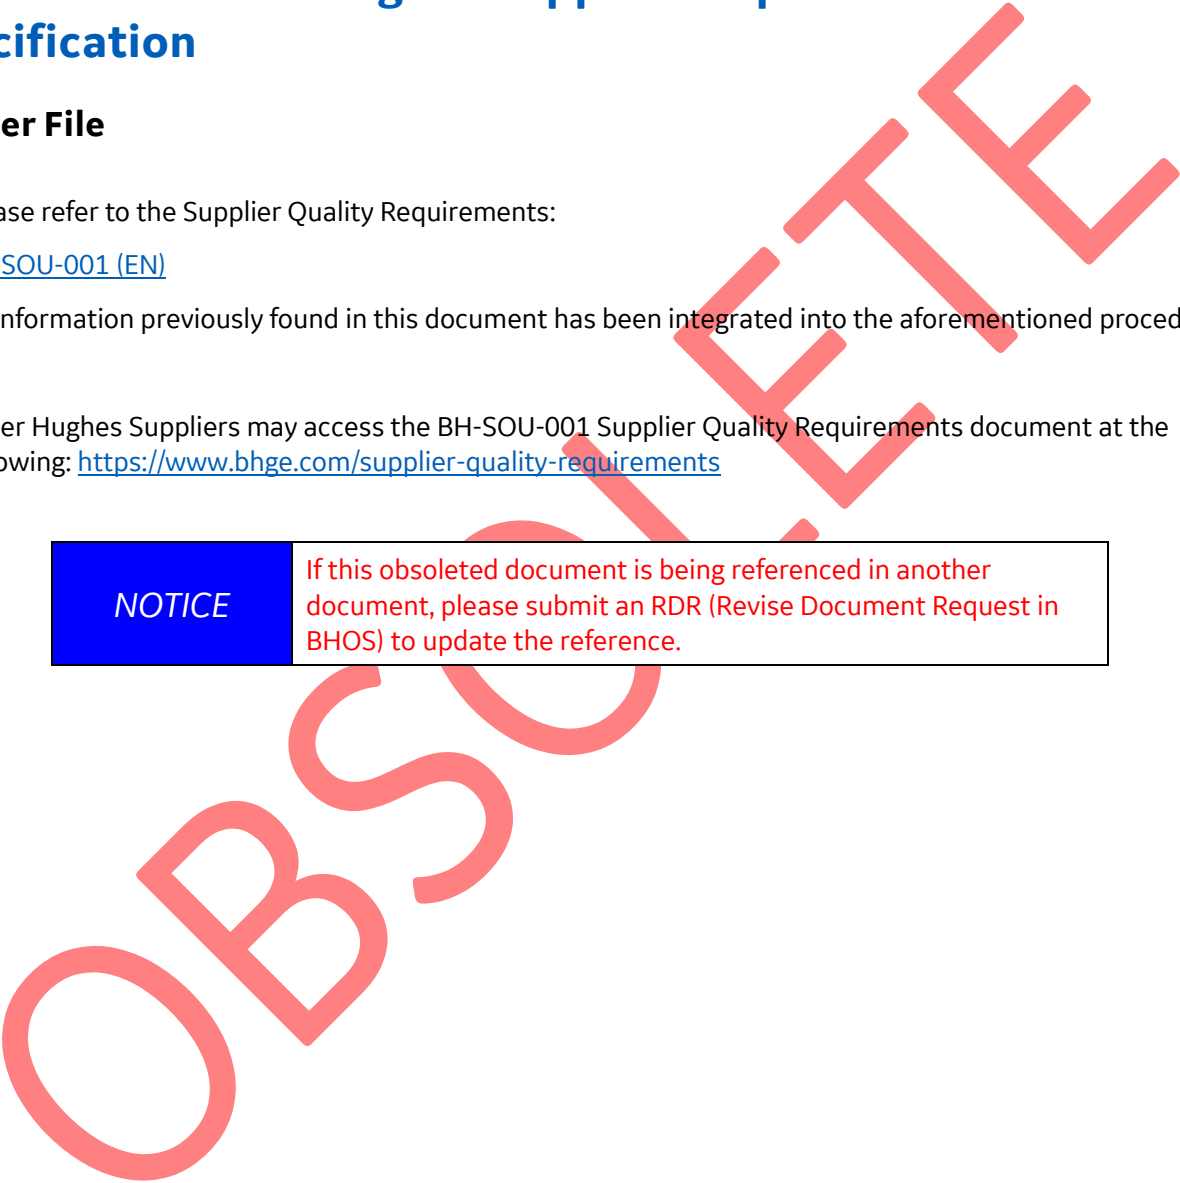 cification
er File
ase refer to the Supplier Quality Requirements:
SOU-001 (EN)
nformation previously found in this document has been integrated into the aforementioned proced
er Hughes Suppliers may access the BH-SOU-001 Supplier Quality Requirements document at the
owing: https://www.bhge.com/supplier-quality-requirements
NOTICE
If this obsoleted document is being referenced in another
document, please submit an RDR (Revise Document Request in
BHOS) to update the reference.
OBSOLETE